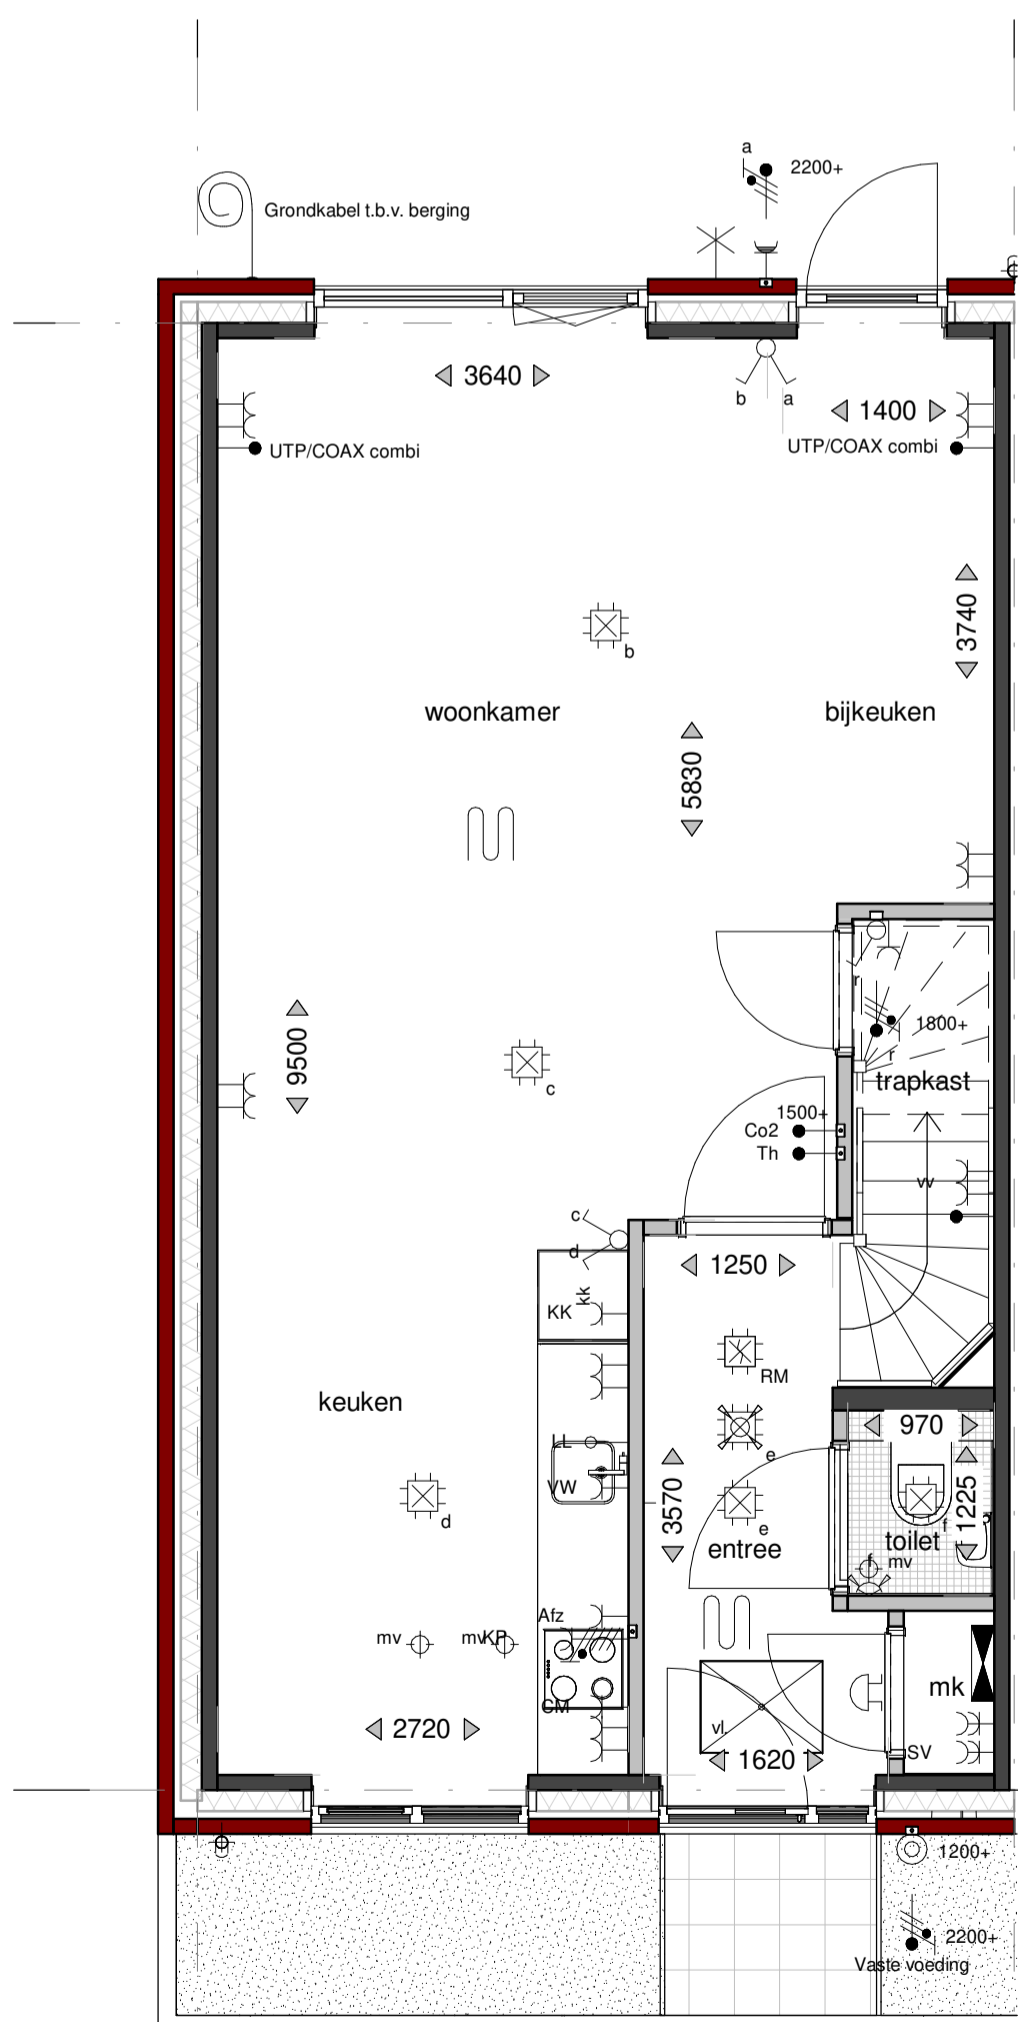 a
2200+
Grondkabel t.b.v. berging
3640
b
a
1400
UTP/COAX combi
UTP/COAX combi
3740
b
woonkamer
bijkeuken
5830
r
1800+
r
9500
c
trapkast
1500+
Co2
Th
vv
c
d
1250
kk
KK
RM
keuken
970
LL
e
VW
1225
3570
d
e
f
entree
toilet
f
mv
Afz
mv
mv
KP
mk
CM
vl.
2720
1620
SV
1200+
2200+
Vaste voeding